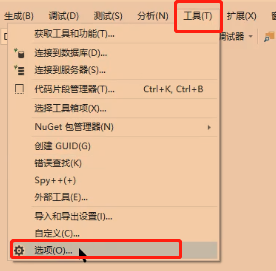 生成(B) 调试(D) 测试(S) 分析(N) 工具(T) 扩展(X)
获取工具和功能(T)...
连接到数据库(D)...
连接到服务器(S)...
代码片段管理器(T)... Ctrl+K, Ctrl+B
选择工具箱项(X)...
NuGet 包管理器(N)
创建 GUID(G)
错误查找(K)
Spy++(+)
外部工具(E)...
导入和导出设置(I)...
自定义(C)...
选项(O)...